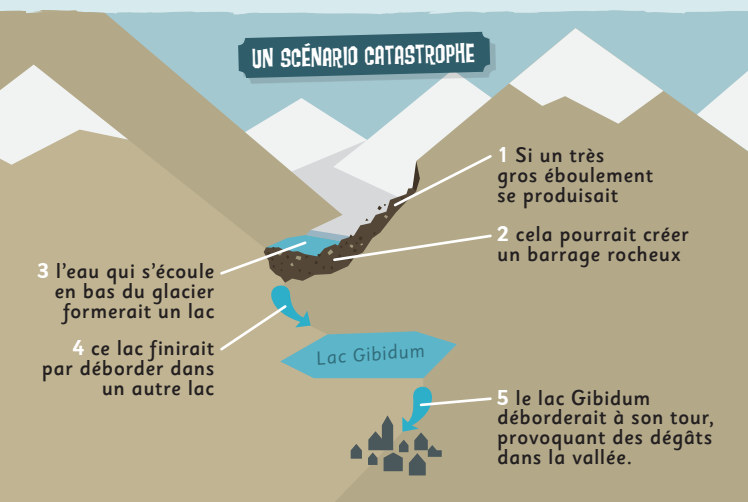 UN SCÉNARIO CATASTROPHE
1 Si un très
gros éboulement
se produisait
2 cela pourrait créer
un barrage rocheux
3 l'eau qui s'écoule
en bas du glacier
formerait un lac
4 ce lac finirait
par déborder dans
un autre lac
Lac Gibidum
5 le lac Gibidum
déborderait à son tour,
provoquant des dégâts
dans la vallée.